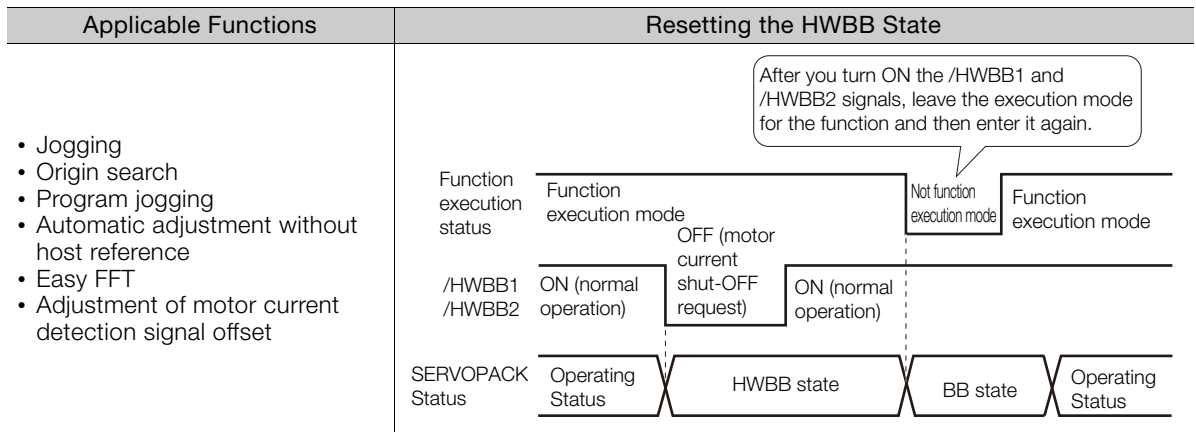 Applicable Functions
Resetting the HWBB State
• Jogging
• Origin search
• Program jogging
• Automatic adjustment without
host reference
• Easy FFT
• Adjustment of motor current
detection signal offset
After you turn ON the /HWBB1 and
/HWBB2 signals, leave the execution mode
for the function and then enter it again.
Function
execution
status
Function
execution mode
Not function
execution mode
Function
execution mode
/HWBB1
/HWBB2
ON (normal
operation)
OFF (motor
current
shut-OFF
request)
ON (normal
operation)
SERVOPACK
Status
Operating
Status
HWBB state
BB state
Operating
Status